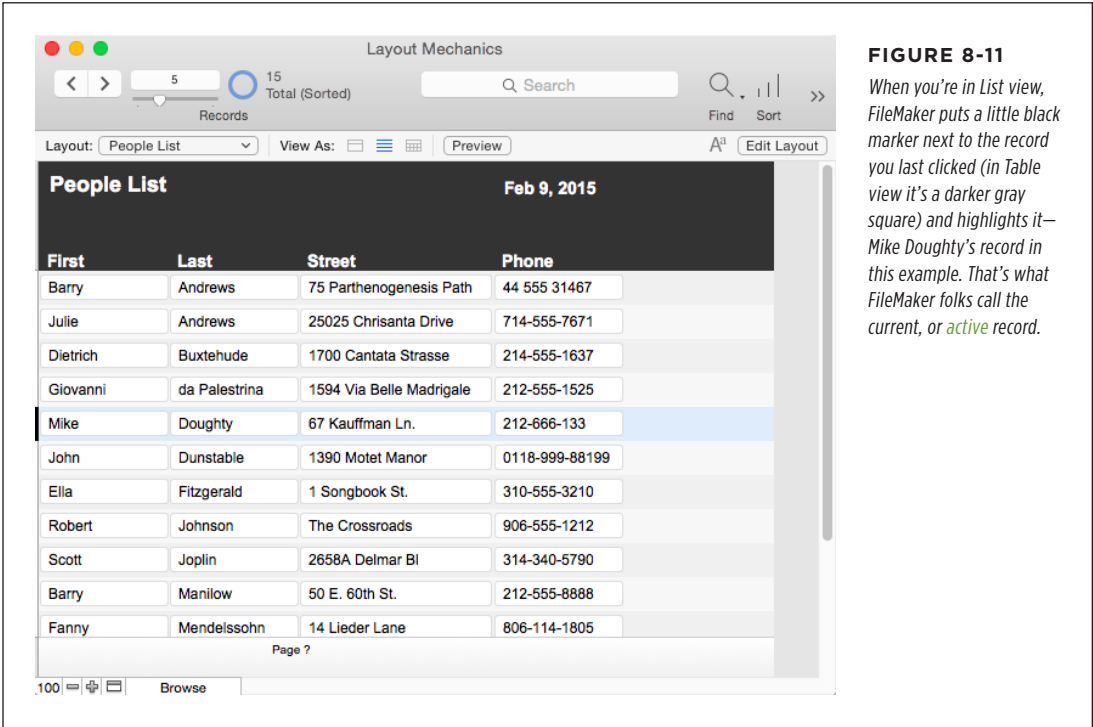 Layout Mechanics
5
15
Total (Sorted)
Search
Records
Find
Sort
Layout: People List
View As:
Preview
Aa
Edit Layout
People List
Feb 9, 2015
First Last Street Phone
Barry Andrews 75 Parthenogenesis Path 44 555 31467
Julie Andrews 25025 Chrisanta Drive 714-555-7671
Dietrich Buxtehude 1700 Cantata Strasse 214-555-1637
Giovanni da Palestrina 1594 Via Belle Madrigale 212-555-1525
Mike Doughty 67 Kauffman Ln. 212-666-133
John Dunstable 1390 Motet Manor 0118-999-88199
Ella Fitzgerald 1 Songbook St. 310-555-3210
Robert Johnson The Crossroads 906-555-1212
Scott Joplin 2658A Delmar Bl 314-340-5790
Barry Manilow 50 E. 60th St. 212-555-8888
Fanny Mendelssohn 14 Lieder Lane 806-114-1805
Page ?
100
Browse
FIGURE 8-11
When you're in List view,
FileMaker puts a little black
marker next to the record
you last clicked (in Table
view it's a darker gray
square) and highlights it—
Mike Doughty's record in
this example. That's what
FileMaker folks call the
current, or active record.